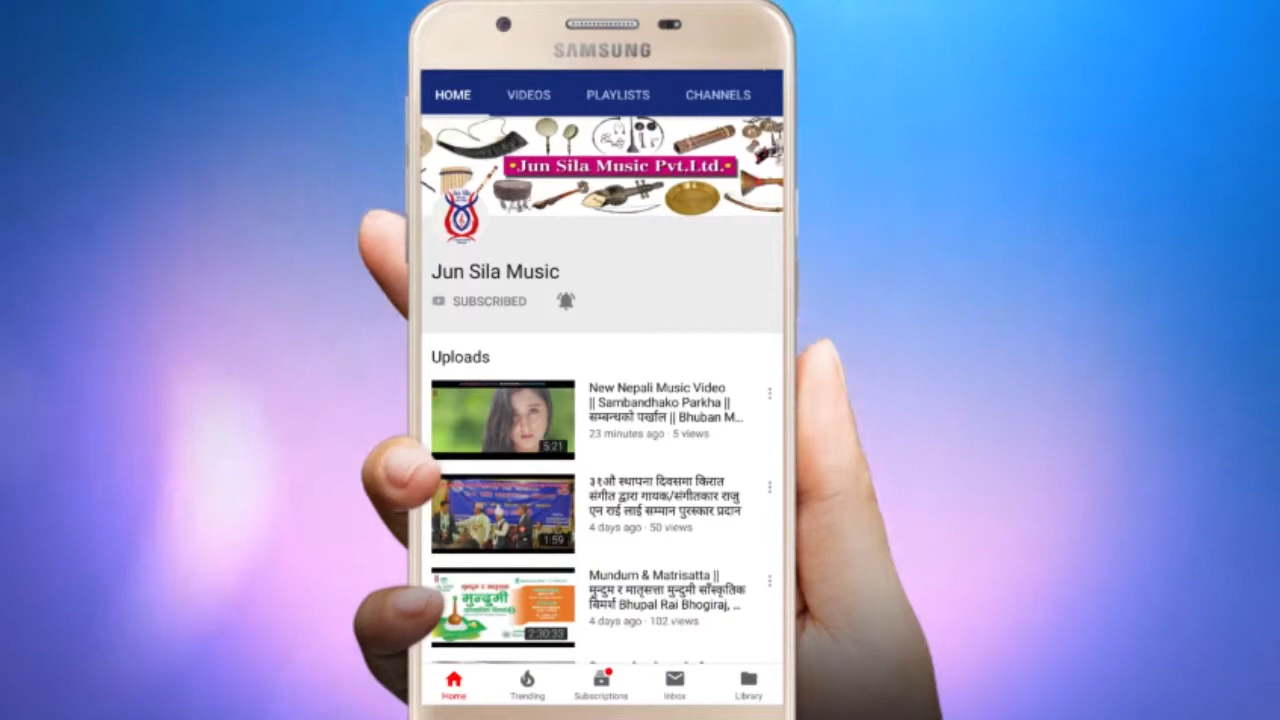 SAMSUNG
HOME VIDEOS PLAYLISTS CHANNELS
Jun Sila Music Pvt.Ltd.
Jun Sila Music
SUBSCRIBED
Uploads
New Nepali Music Video
|| Sambandhako Parkha ||
सम्बन्धको पर्खाल || Bhuban M...
23 minutes ago · 5 views
5:21
३१औ स्थापना दिवसमा किरात
संगीत द्वारा गायक/संगीतकार राजु
एन राई लाई सम्मान पुरस्कार प्रदान
4 days ago · 50 views
1:59
Mundum & Matrisatta ||
मुन्दुम र मातृसत्ता मुन्दुमी साँस्कृतिक
बिमर्श Bhupal Rai Bhogiraj, ...
4 days ago · 102 views
मुन्दुम र मातृसत्ता
मुन्दुमी
2:30:33
Home Trending Subscriptions Inbox Library